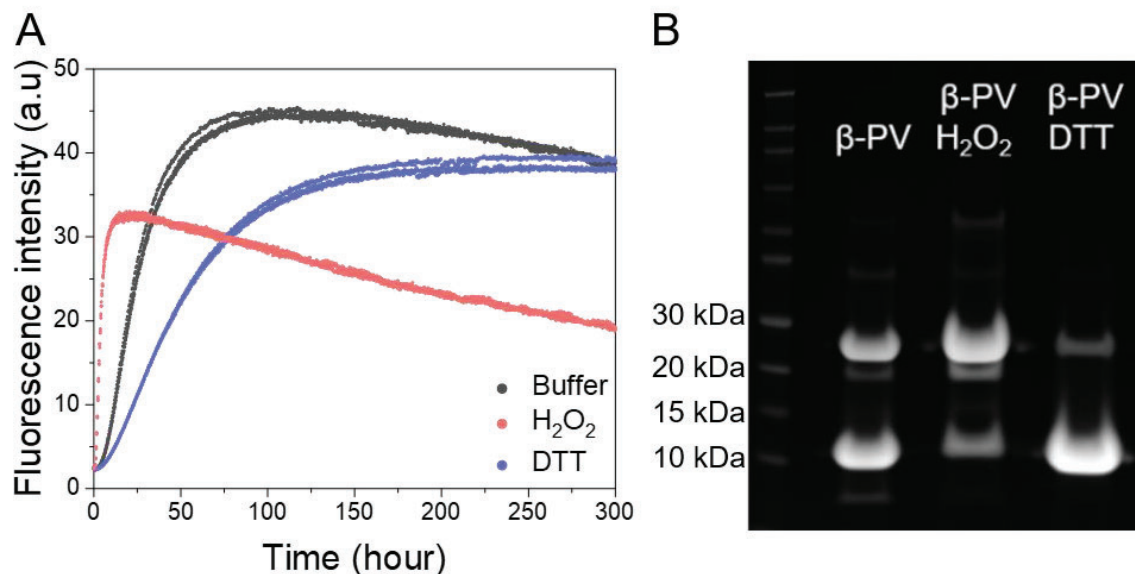 A
Fluorescence intensity (a.u)
50
40
30
20
10
0
0 50 100 150 200 250 300
Time (hour)
Buffer
H₂O₂
DTT
B
β-PV
β-PV
H₂O₂
β-PV
DTT
30 kDa
20 kDa
15 kDa
10 kDa